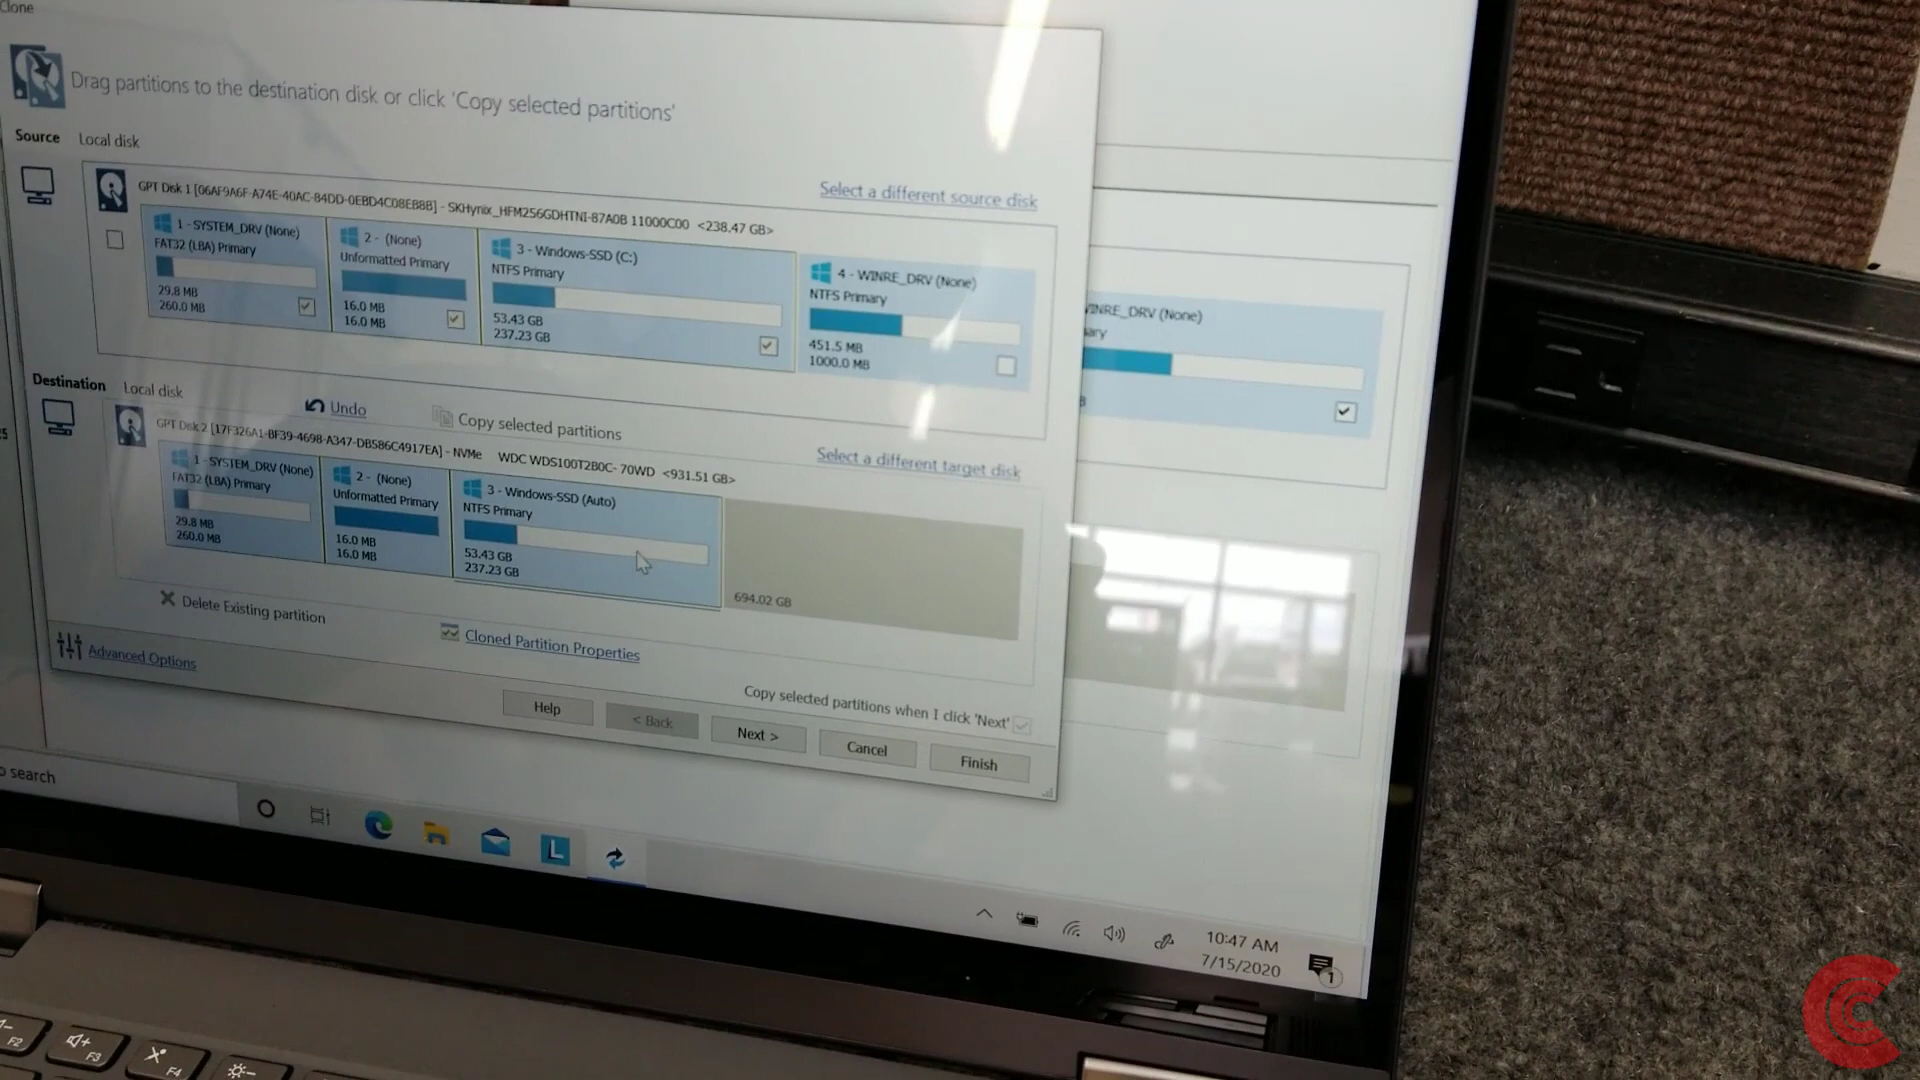 Clone
Drag partitions to the destination disk or click 'Copy selected partitions'
Source
Local disk
GPT Disk 1 [06AF9A6F-A74E-40AC-84DD-0EBD4C08EB8B] - SKHynix_HFM256GDHTNI-87A0B 11000C00 <238.47 GB>
Select a different source disk
1 - SYSTEM_DRV (None)
FAT32 (LBA) Primary
29.8 MB
260.0 MB
2 - (None)
Unformatted Primary
16.0 MB
16.0 MB
3 - Windows-SSD (C:)
NTFS Primary
53.43 GB
237.23 GB
4 - WINRE_DRV (None)
NTFS Primary
451.5 MB
1000.0 MB
WINRE_DRV (None)
Destination
Local disk
Undo
Copy selected partitions
Select a different target disk
GPT Disk 2 [17F326A1-BF39-4698-A347-DB586C4917EA] - NVMe WDC WDS100T2B0C- 70WD <931.51 GB>
1 - SYSTEM_DRV (None)
FAT32 (LBA) Primary
29.8 MB
260.0 MB
2 - (None)
Unformatted Primary
16.0 MB
16.0 MB
3 - Windows-SSD (Auto)
NTFS Primary
53.43 GB
237.23 GB
694.02 GB
Delete Existing partition
Cloned Partition Properties
Advanced Options
Copy selected partitions when I click 'Next'
Help
< Back
Next >
Cancel
Finish
o search
L
10:47 AM
7/15/2020
1
F2
F3
F4